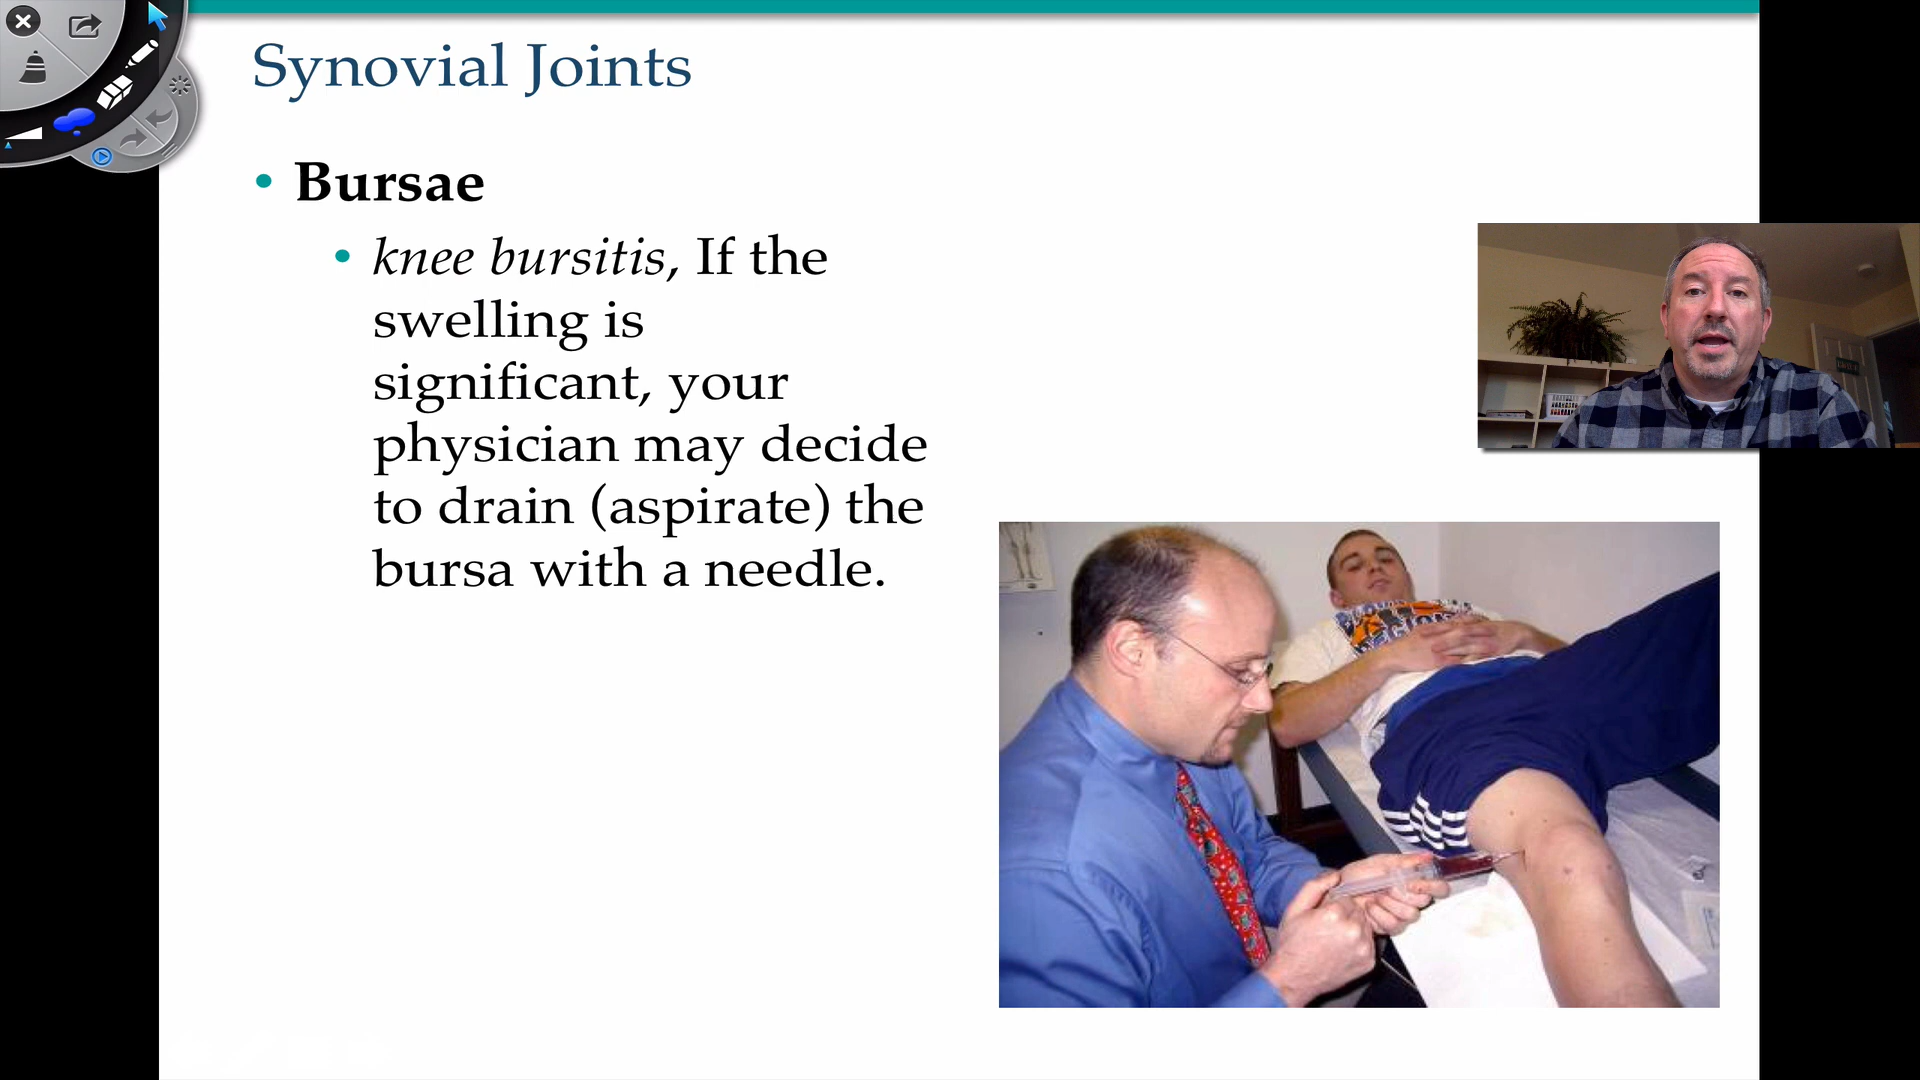 Synovial Joints
• Bursae
• knee bursitis, If the
swelling is
significant, your
physician may decide
to drain (aspirate) the
bursa with a needle.